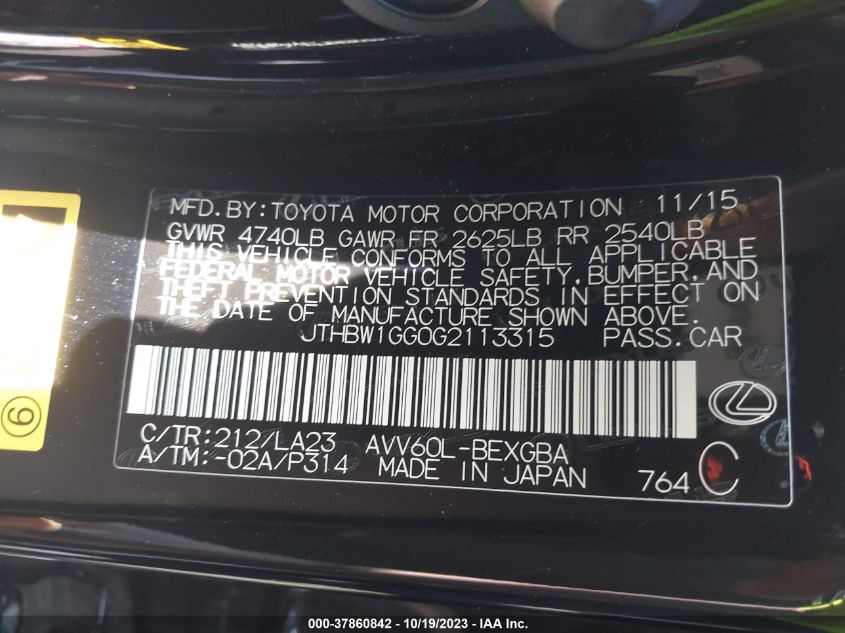 MFD.BY:TOYOTA MOTOR CORPORATION 11/15
GVWR 4740LB GAWR FR 2625LB RR 2540LB
THIS VEHICLE CONFORMS TO ALL APPLICABLE
FEDERAL MOTOR VEHICLE SAFETY,BUMPER,AND
THEFT PREVENTION STANDARDS IN EFFECT ON
THE DATE OF MANUFACTURE SHOWN ABOVE.
JTHBW1GG0G2113315 PASS.CAR
C/TR:212/LA23 AVV60L-BEXGBA
A/TM:-02A/P314 MADE IN JAPAN 764 C
6
000-37860842 - 10/19/2023 - IAA Inc.